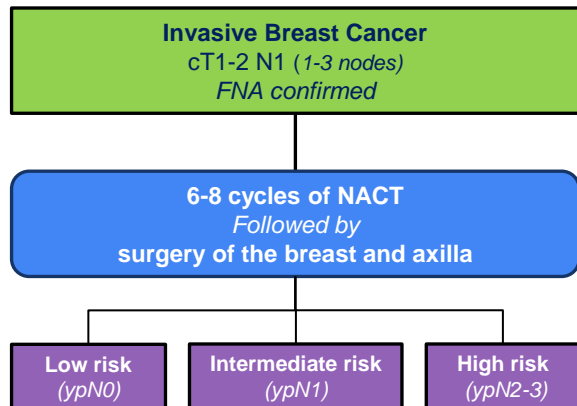 Invasive Breast Cancer
cT1-2 N1 (1-3 nodes)
FNA confirmed
6-8 cycles of NACT
Followed by
surgery of the breast and axilla
Low risk
(ypN0)
Intermediate risk
(ypN1)
High risk
(ypN2-3)